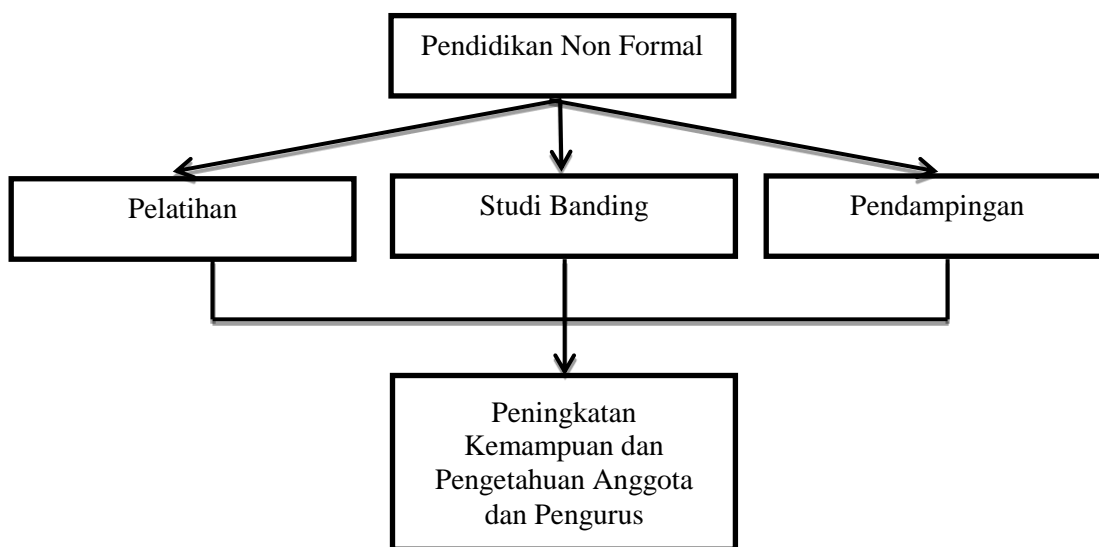 Pendidikan Non Formal
Pelatihan
Studi Banding
Pendampingan
Peningkatan
Kemampuan dan
Pengetahuan Anggota
dan Pengurus